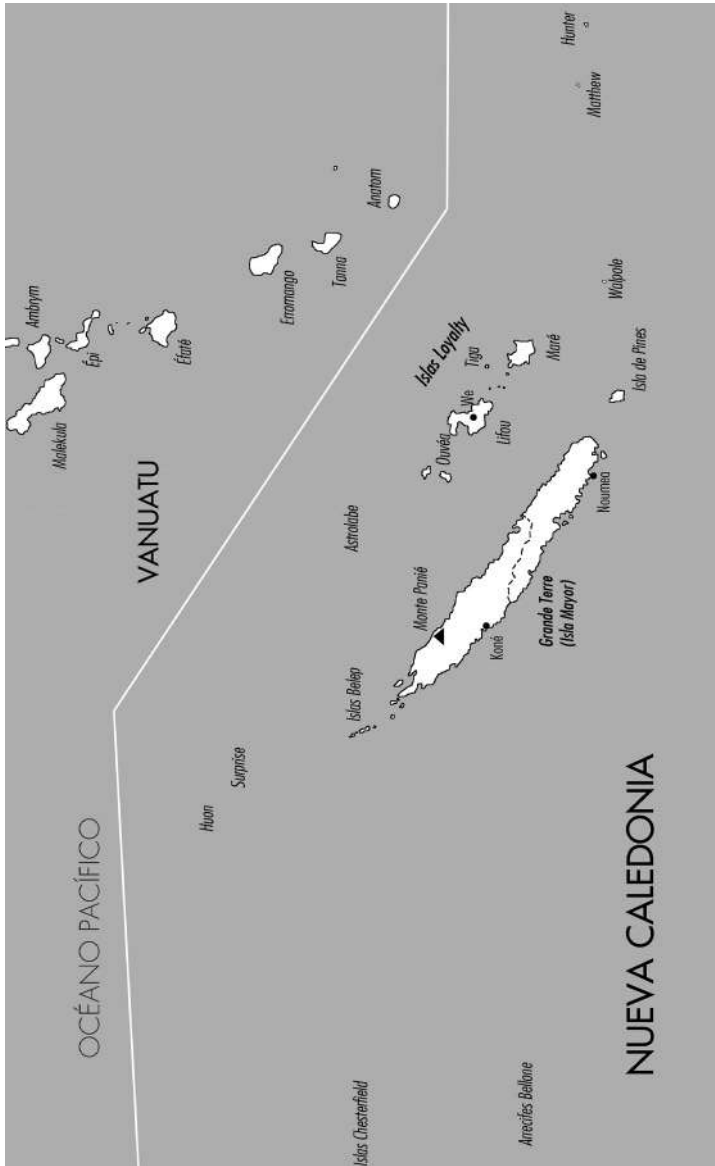 OCÉANO PACÍFICO
VANUATU
Malekula
Ambrym
Épi
Éfaté
Erromango
Tanna
Anatom
Huon
Surprise
Islas Belep
Astrolabe
Monte Panié
Ouvéa
Islas Loyalty
We
Tiga
Lifou
Maré
Koné
Grande Terre
(Isla Mayor)
Noumea
Isla de Pines
Walpole
Matthew
Hunter
Islas Chesterfield
Arrecifes Bellone
NUEVA CALEDONIA